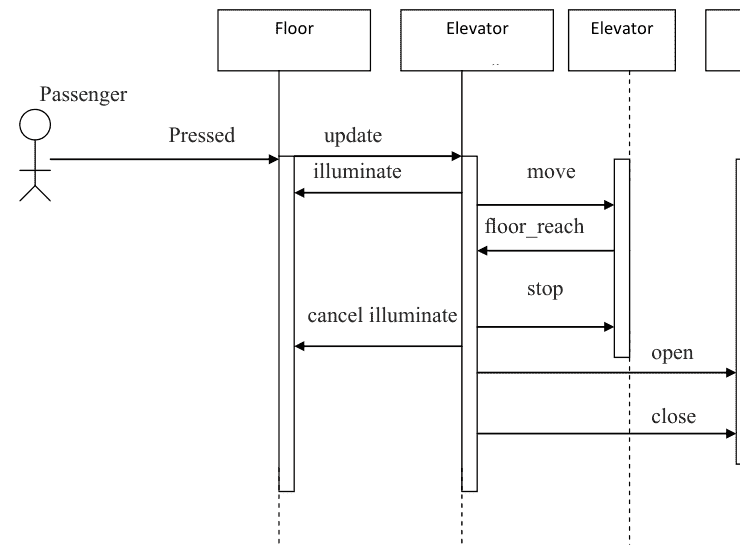 Floor
Elevator
Elevator
Passenger
Pressed
update
illuminate
move
floor_reach
stop
cancel illuminate
open
close